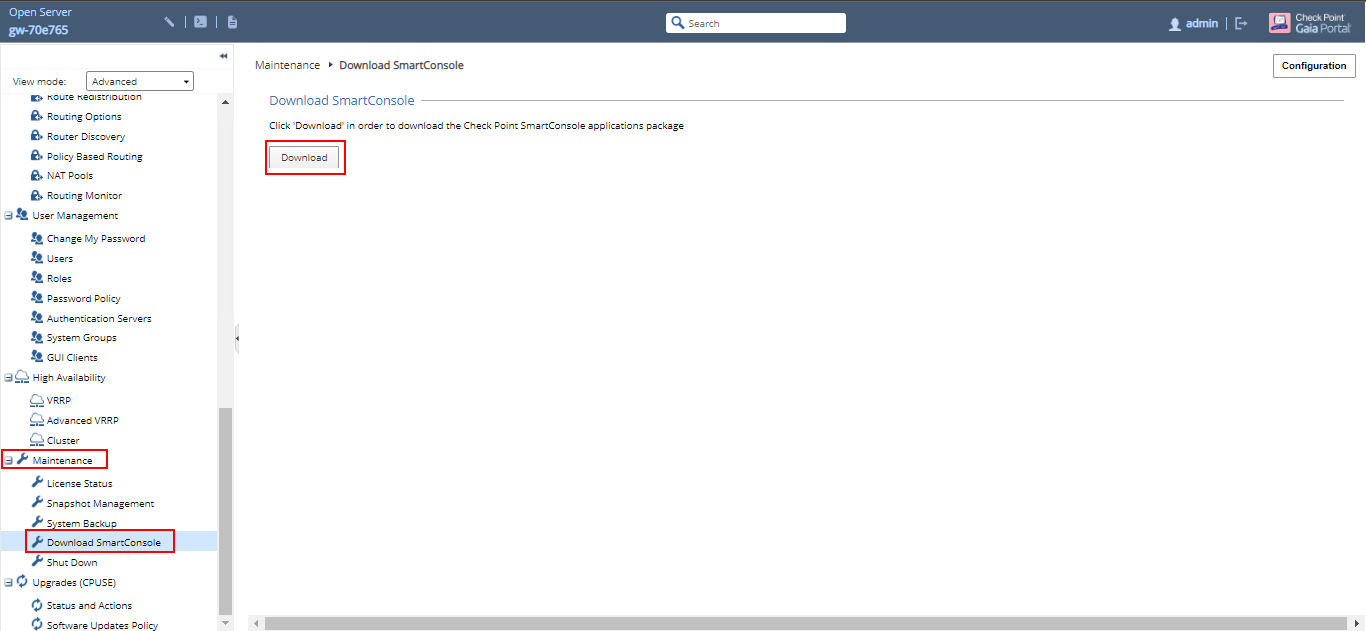 Open Server
gw-70e765
Search
admin
Check Point
Gaia Portal
View mode:
Advanced
Route Redistribution
Routing Options
Router Discovery
Policy Based Routing
NAT Pools
Routing Monitor
User Management
Change My Password
Users
Roles
Password Policy
Authentication Servers
System Groups
GUI Clients
High Availability
VRRP
Advanced VRRP
Cluster
Maintenance
License Status
Snapshot Management
System Backup
Download SmartConsole
Shut Down
Upgrades (CPUSE)
Status and Actions
Software Updates Policy
Maintenance Download SmartConsole
Configuration
Download SmartConsole
Click 'Download' in order to download the Check Point SmartConsole applications package
Download